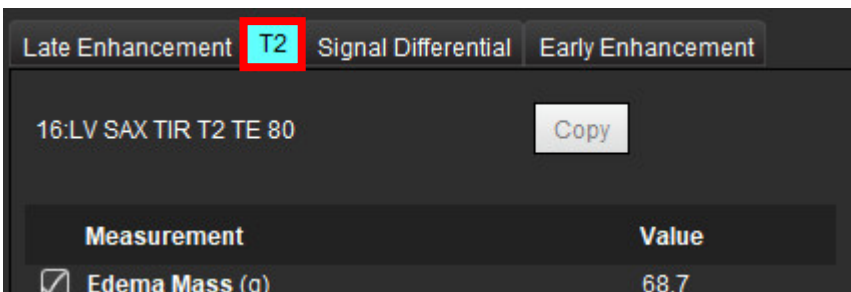 Late Enhancement T2 Signal Differential Early Enhancement
16:LV SAX TIR T2 TE 80 Copy
Measurement Value
Edema Mass (g) 68.7